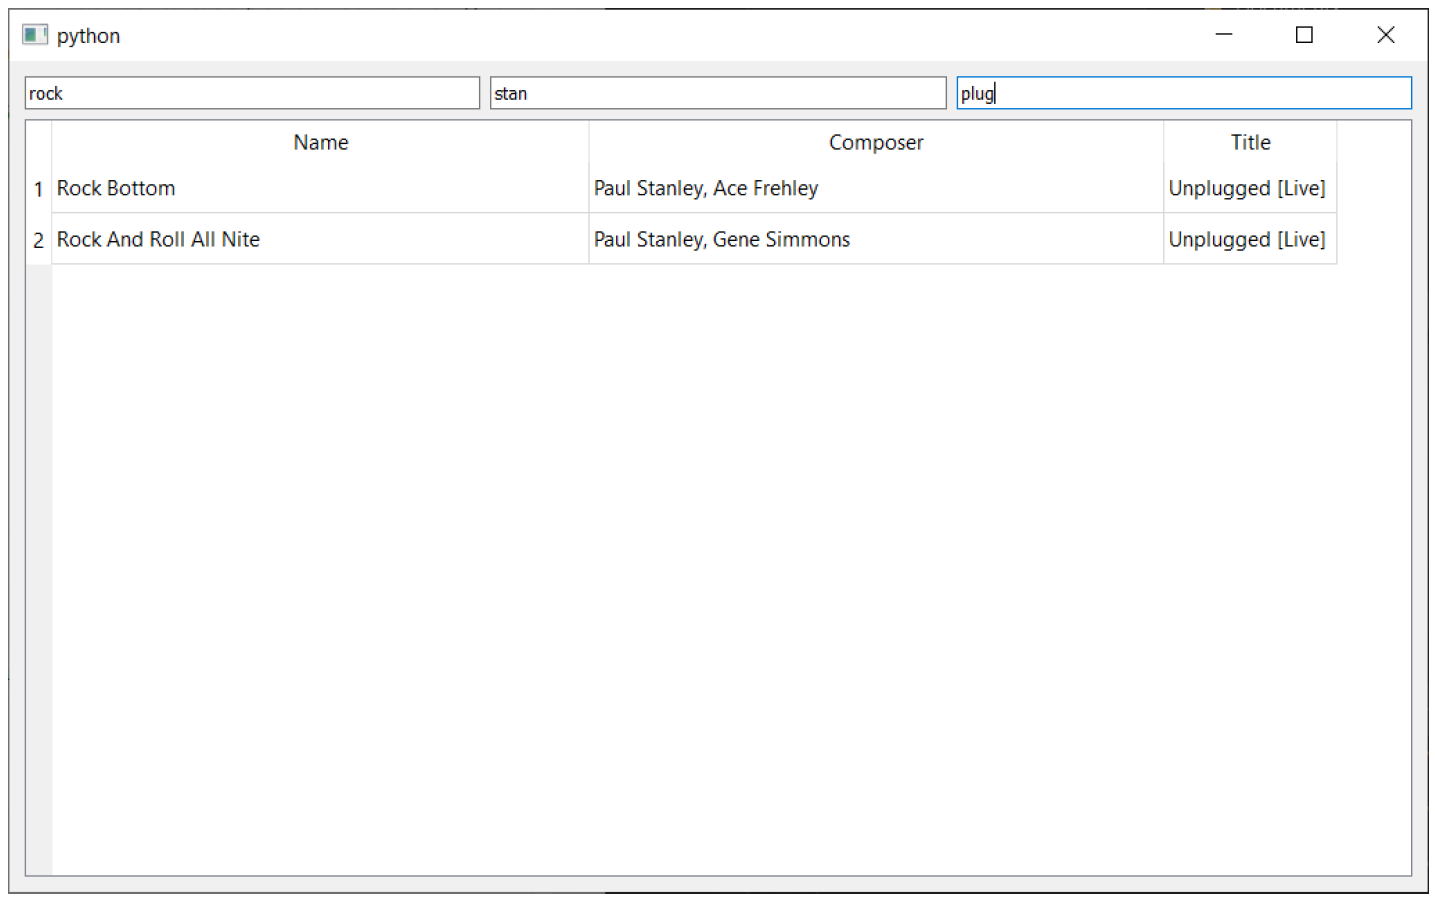 python
rock stan plug
Name Composer Title
1 Rock Bottom Paul Stanley, Ace Frehley Unplugged [Live]
2 Rock And Roll All Nite Paul Stanley, Gene Simmons Unplugged [Live]